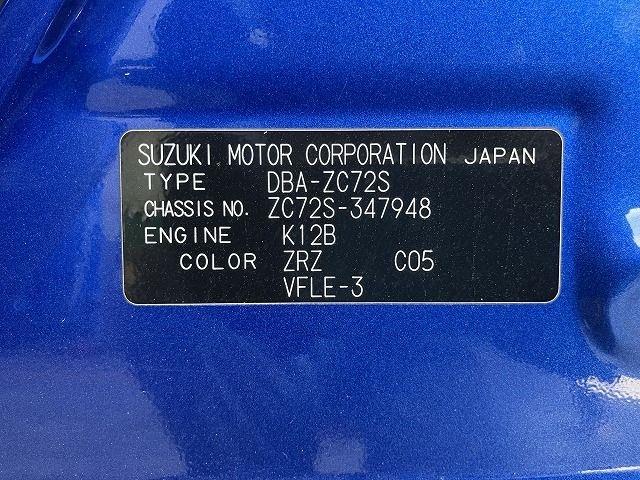 SUZUKI MOTOR CORPORATION JAPAN
TYPE DBA-ZC72S
CHASSIS NO. ZC72S-347948
ENGINE K12B
COLOR ZRZ C05
VFLE-3